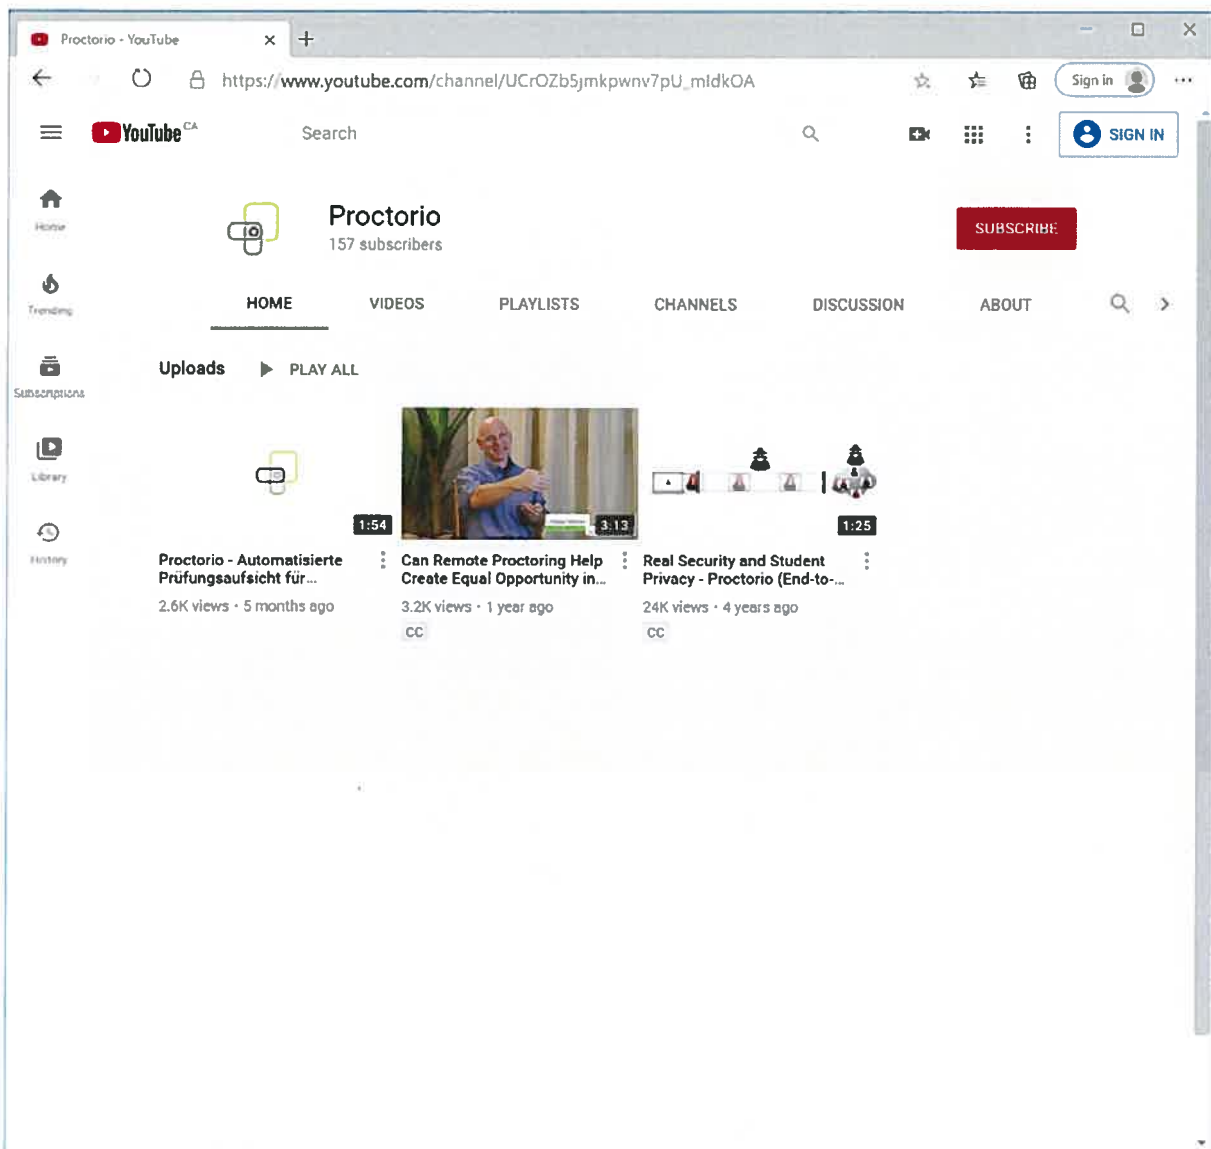 Proctorio - YouTube
https://www.youtube.com/channel/UCrOZb5jmkpwnv7pU_mIdkOA
Sign in
YouTube CA
Search
SIGN IN
Home
Trending
Subscriptions
Library
History
Proctorio
157 subscribers
SUBSCRIBE
HOME VIDEOS PLAYLISTS CHANNELS DISCUSSION ABOUT
Uploads PLAY ALL
1:54
3:13
1:25
Proctorio - Automatisierte
Prüfungsaufsicht für...
2.6K views • 5 months ago
Can Remote Proctoring Help
Create Equal Opportunity in...
3.2K views • 1 year ago
CC
Real Security and Student
Privacy - Proctorio (End-to-...
24K views • 4 years ago
CC